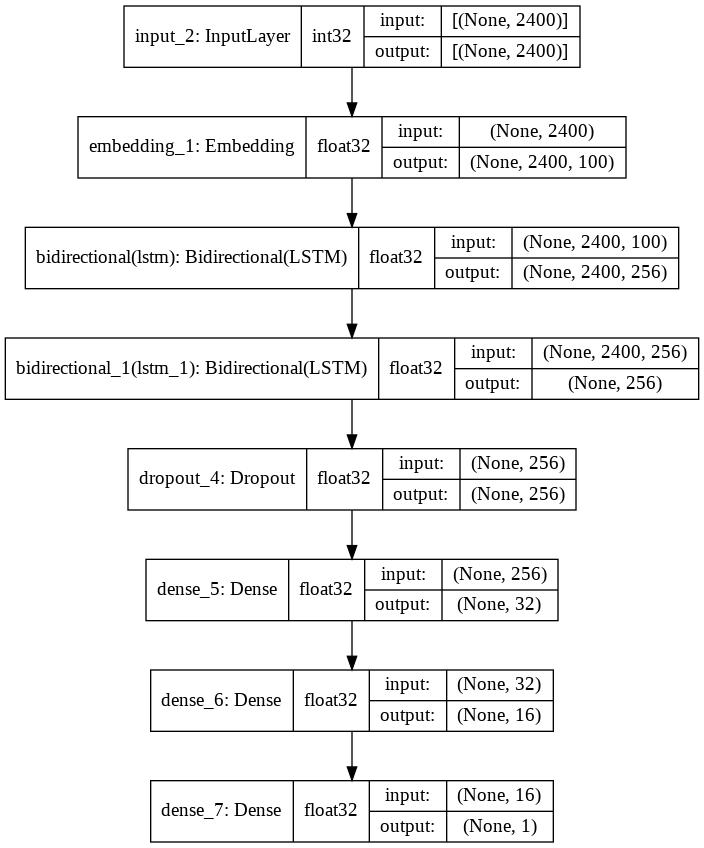 input_2: InputLayer int32 input: [(None, 2400)]
output: [(None, 2400)]
embedding_1: Embedding float32 input: (None, 2400)
output: (None, 2400, 100)
bidirectional(lstm): Bidirectional(LSTM) float32 input: (None, 2400, 100)
output: (None, 2400, 256)
bidirectional_1(lstm_1): Bidirectional(LSTM) float32 input: (None, 2400, 256)
output: (None, 256)
dropout_4: Dropout float32 input: (None, 256)
output: (None, 256)
dense_5: Dense float32 input: (None, 256)
output: (None, 32)
dense_6: Dense float32 input: (None, 32)
output: (None, 16)
dense_7: Dense float32 input: (None, 16)
output: (None, 1)